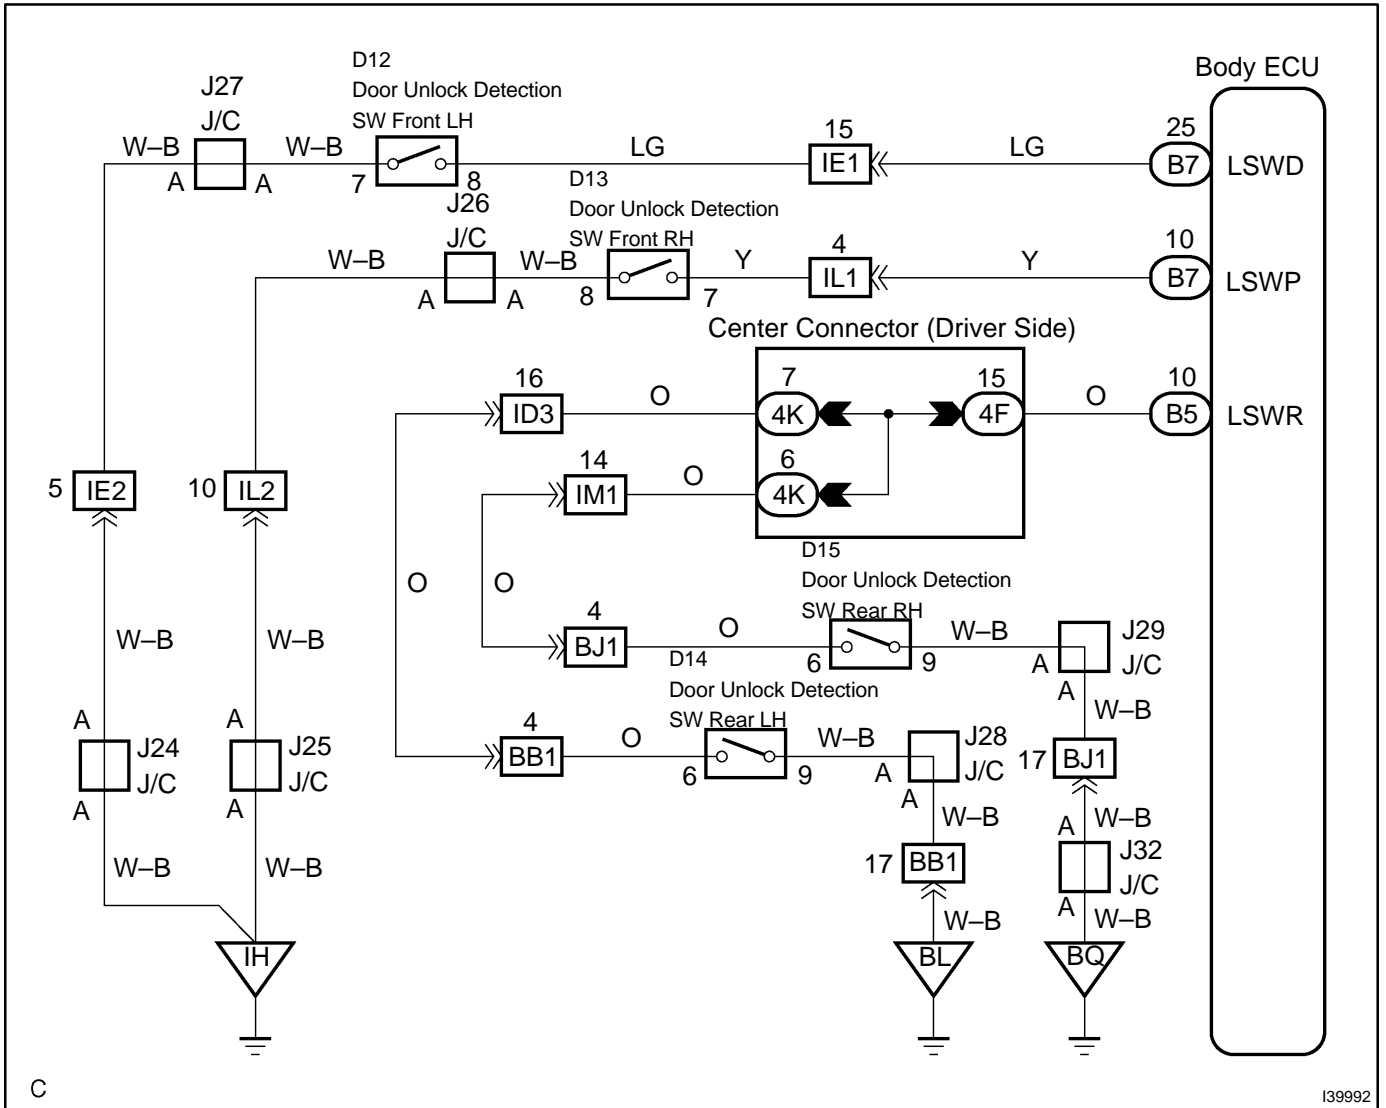 D12
Door Unlock Detection
SW Front LH
Body ECU
J27
J/C
W–B
W–B
A
A
7
8
LG
15
IE1
LG
25
B7
LSWD
D13
Door Unlock Detection
SW Front RH
J26
J/C
W–B
W–B
A
A
8
7
Y
4
IL1
Y
10
B7
LSWP
Center Connector (Driver Side)
16
ID3
O
7
4K
15
4F
O
10
B5
LSWR
5
IE2
10
IL2
14
IM1
O
6
4K
O
O
D15
Door Unlock Detection
SW Rear RH
4
BJ1
O
6
9
W–B
A
J29
J/C
A
W–B
W–B
W–B
D14
Door Unlock Detection
SW Rear LH
4
BB1
O
6
9
W–B
A
J28
J/C
A
W–B
17
BJ1
A
J24
J/C
A
A
J25
J/C
A
W–B
W–B
17
BB1
W–B
A
J32
J/C
A
W–B
W–B
IH
BL
BQ
C
I39992